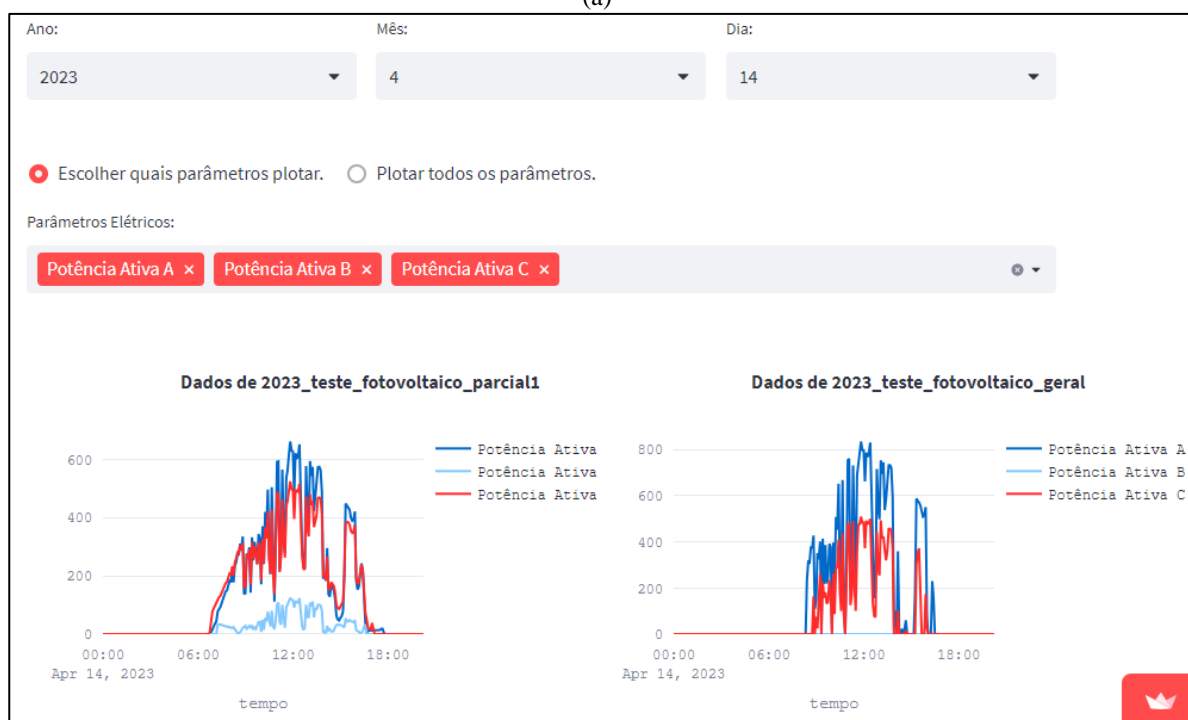 (a)
Ano: Mês: Dia:
2023 4 14
Escolher quais parâmetros plotar. Plotar todos os parâmetros.
Parâmetros Elétricos:
Potência Ativa A × Potência Ativa B × Potência Ativa C ×
Dados de 2023_teste_fotovoltaico_parcial1
600
400
200
0
00:00 06:00 12:00 18:00
Apr 14, 2023
tempo
Potência Ativa
Potência Ativa
Potência Ativa
Dados de 2023_teste_fotovoltaico_geral
800
600
400
200
0
00:00 06:00 12:00 18:00
Apr 14, 2023
tempo
Potência Ativa A
Potência Ativa B
Potência Ativa C